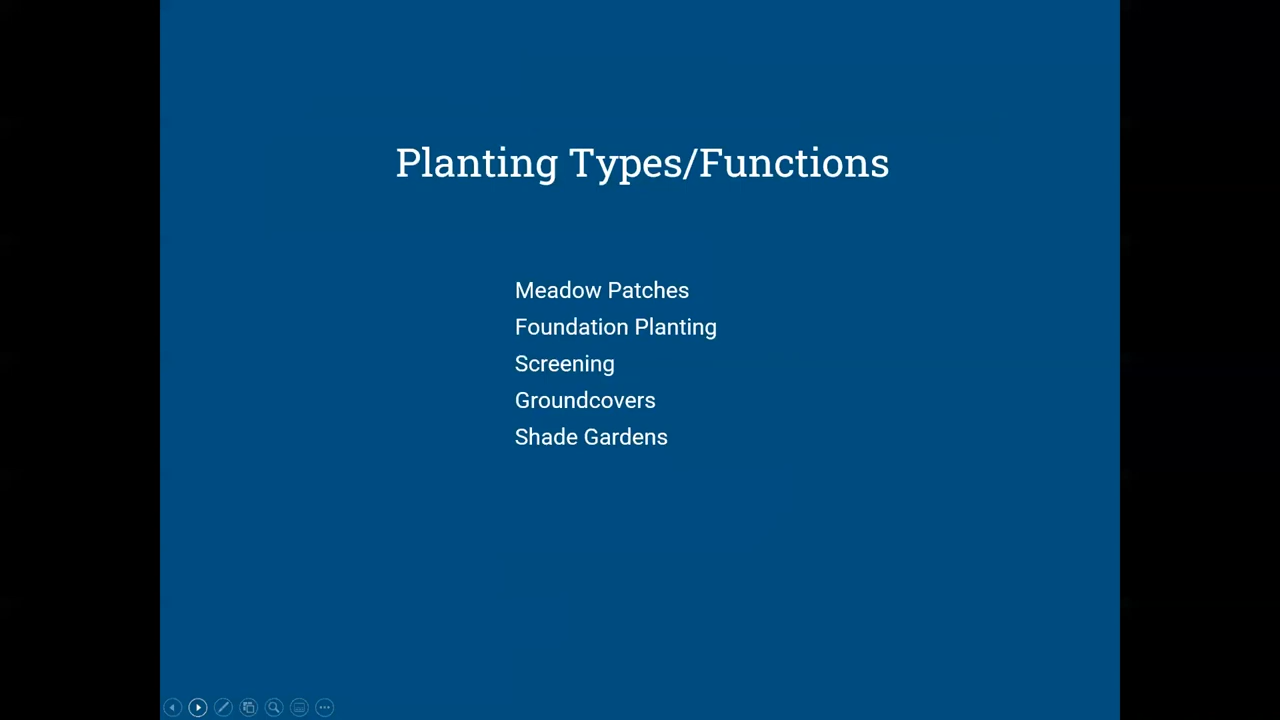 Planting Types/Functions
Meadow Patches
Foundation Planting
Screening
Groundcovers
Shade Gardens